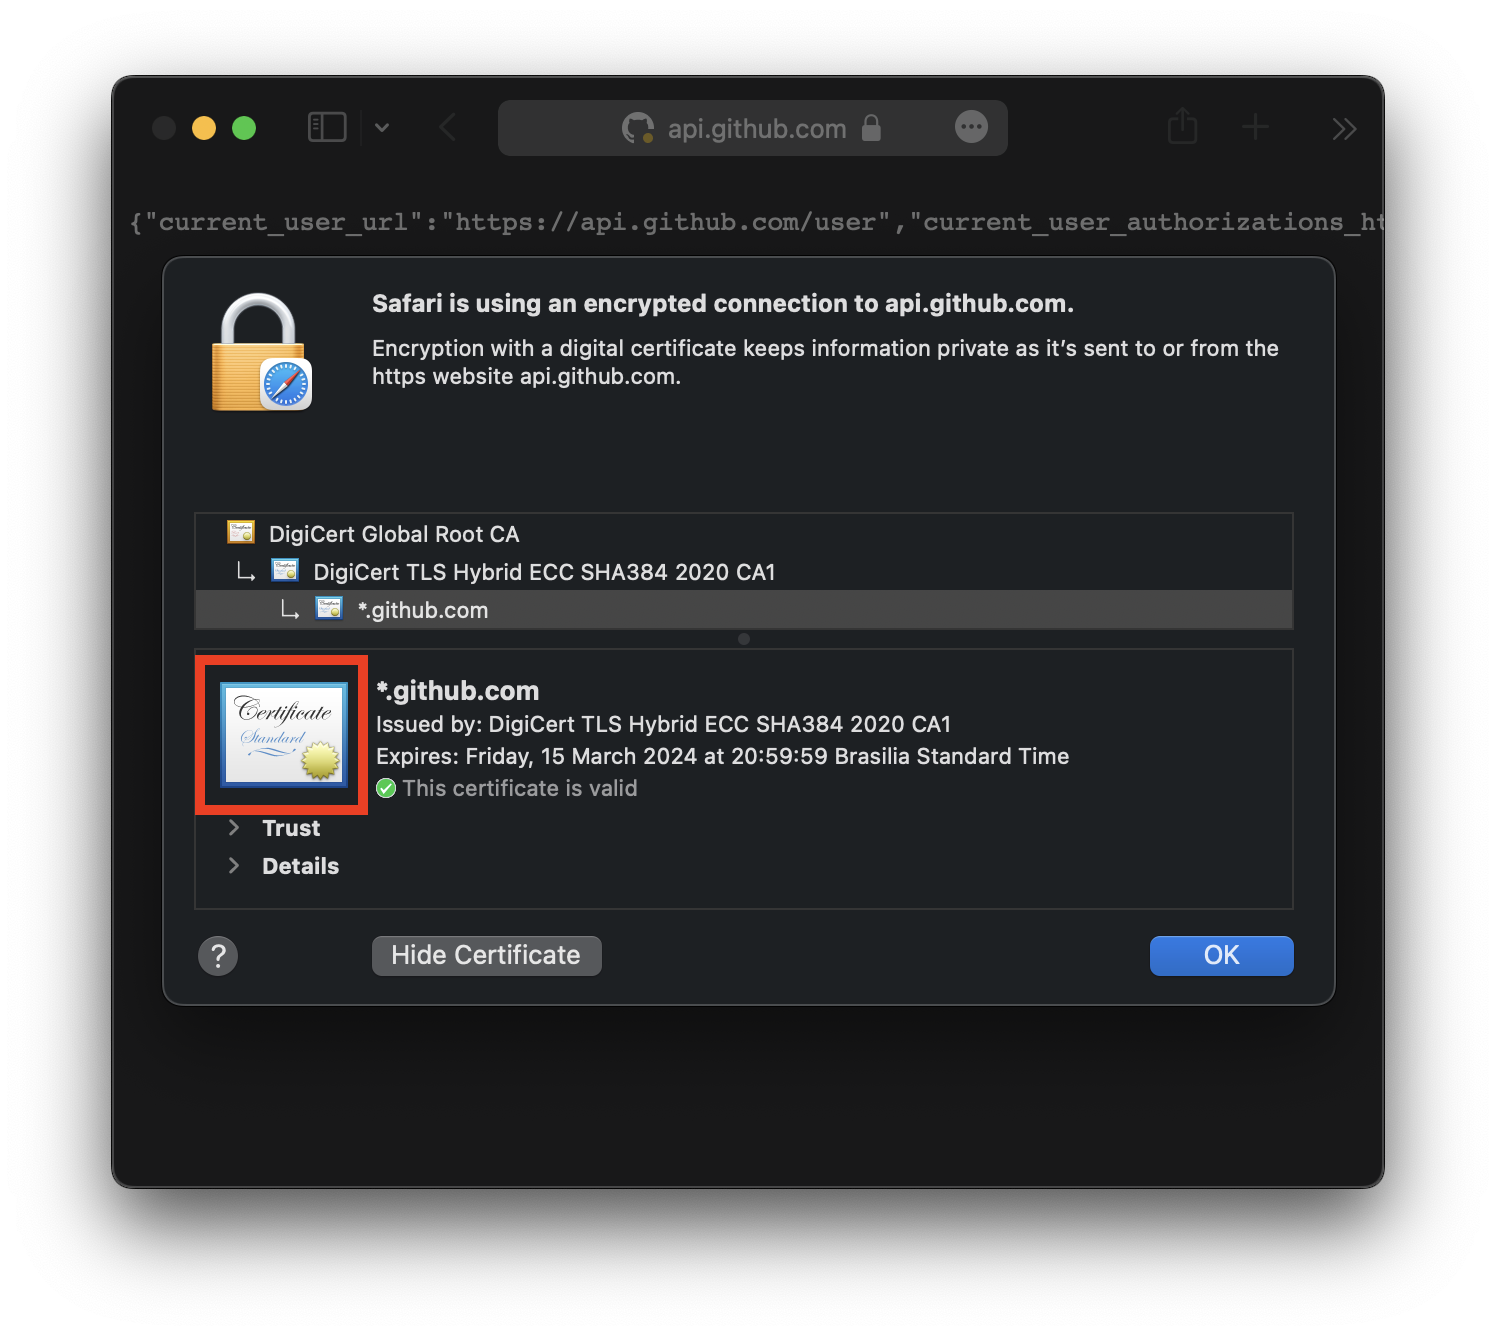 api.github.com
{"current_user_url":"https://api.github.com/user","current_user_authorizations_ht
Safari is using an encrypted connection to api.github.com.
Encryption with a digital certificate keeps information private as it’s sent to or from the
https website api.github.com.
DigiCert Global Root CA
DigiCert TLS Hybrid ECC SHA384 2020 CA1
*.github.com
Certificate
Standard
*.github.com
Issued by: DigiCert TLS Hybrid ECC SHA384 2020 CA1
Expires: Friday, 15 March 2024 at 20:59:59 Brasilia Standard Time
This certificate is valid
Trust
Details
?
Hide Certificate
OK